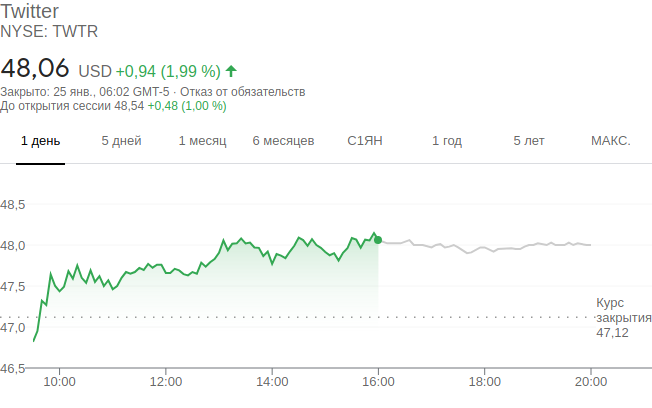 Twitter
NYSE: TWTR
48,06 USD +0,94 (1,99 %) ↑
Закрыто: 25 янв., 06:02 GMT-5 · Отказ от обязательств
До открытия сессии 48,54 +0,48 (1,00 %)
1 день 5 дней 1 месяц 6 месяцев С1ЯН 1 год 5 лет МАКС.
48,5
48,0
47,5
Курс
закрытия
47,12
47,0
46,5
10:00 12:00 14:00 16:00 18:00 20:00